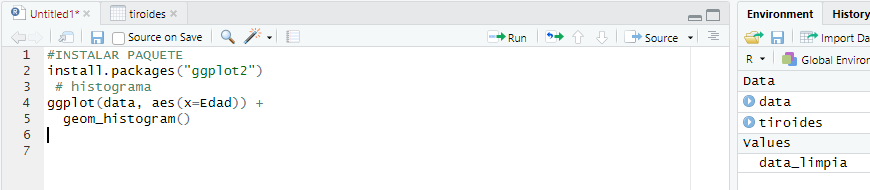 Untitled1* × tiroides ×
Source on Save Run Source
1 #INSTALAR PAQUETE
2 install.packages("ggplot2")
3 # histograma
4 ggplot(data, aes(x=Edad)) +
5 geom_histogram()
6
7
Environment History
Import Da
R Global Enviro
Data
data
tiroides
Values
data_limpia